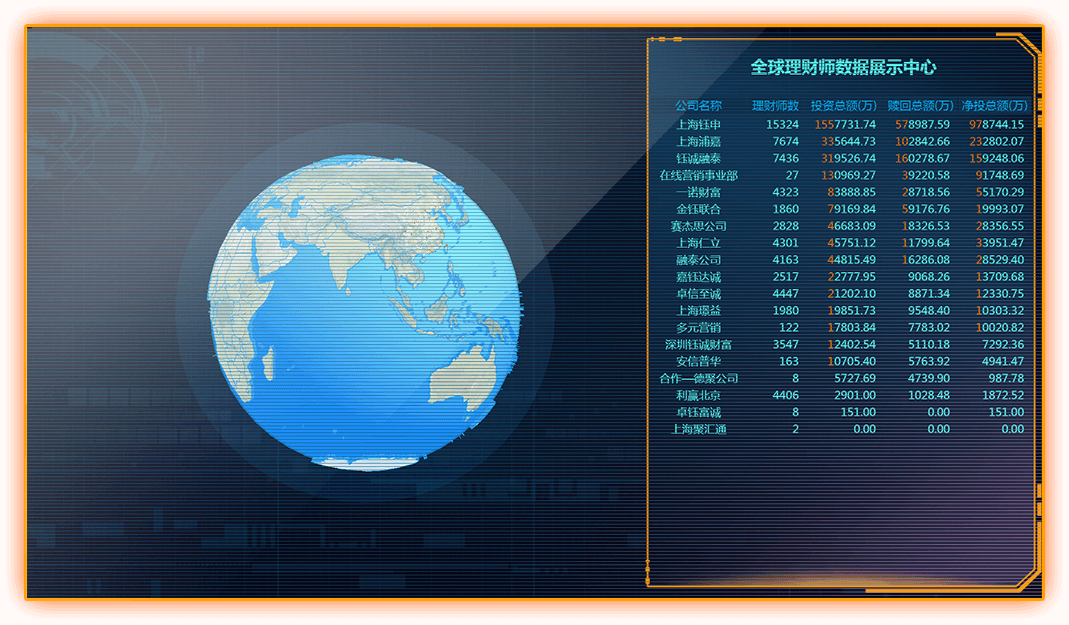 全球理财师数据展示中心
公司名称 理财师数 投资总额(万) 赎回总额(万) 净投总额(万)
上海钰申 15324 1557731.74 578987.59 978744.15
上海浦嘉 7674 335644.73 102842.66 232802.07
钰诚融泰 7436 319526.74 160278.67 159248.06
在线营销事业部 27 130969.27 39220.58 91748.69
一诺财富 4323 83888.85 28718.56 55170.29
金钰联合 1860 79169.84 59176.76 19993.07
赛杰思公司 2828 46683.09 18326.53 28356.55
上海仁立 4301 45751.12 11799.64 33951.47
融泰公司 4163 44815.49 16286.08 28529.40
嘉钰达诚 2517 22777.95 9068.26 13709.68
卓信至诚 4447 21202.10 8871.34 12330.75
上海璟益 1980 19851.73 9548.40 10303.32
多元营销 122 17803.84 7783.02 10020.82
深圳钰诚财富 3547 12402.54 5110.18 7292.36
安信普华 163 10705.40 5763.92 4941.47
合作—德聚公司 8 5727.69 4739.90 987.78
利赢北京 4406 2901.00 1028.48 1872.52
卓钰富诚 8 151.00 0.00 151.00
上海聚汇通 2 0.00 0.00 0.00